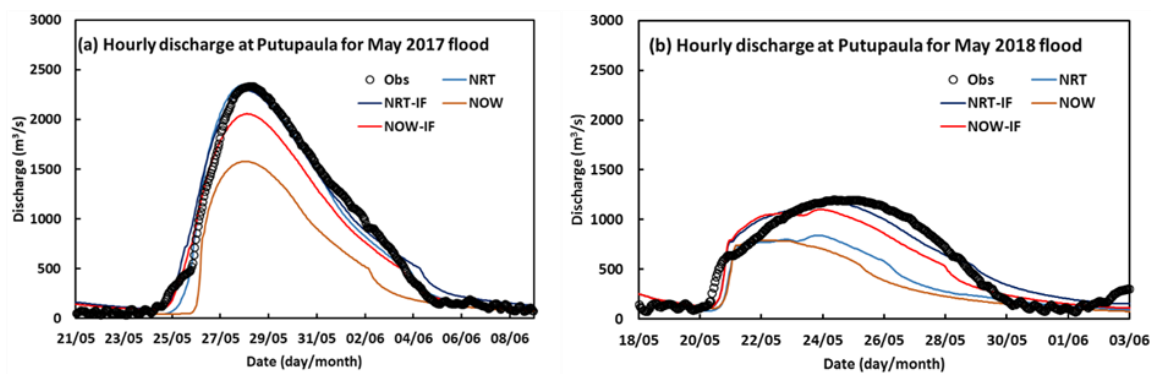 (a) Hourly discharge at Putupaula for May 2017 flood
Obs NRT
NRT-IF NOW
NOW-IF
Discharge (m³/s)
3000
2500
2000
1500
1000
500
0
21/05 23/05 25/05 27/05 29/05 31/05 02/06 04/06 06/06 08/06
Date (day/month)
(b) Hourly discharge at Putupaula for May 2018 flood
Obs NRT
NRT-IF NOW
NOW-IF
Discharge (m³/s)
3000
2500
2000
1500
1000
500
0
18/05 20/05 22/05 24/05 26/05 28/05 30/05 01/06 03/06
Date (day/month)